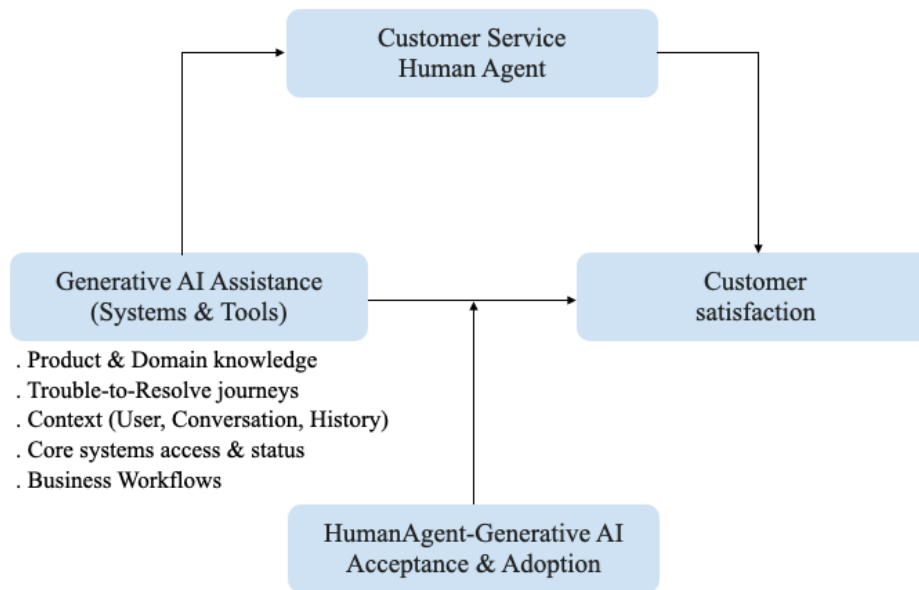 Customer Service
Human Agent
Generative AI Assistance
(Systems & Tools)
Customer
satisfaction
. Product & Domain knowledge
. Trouble-to-Resolve journeys
. Context (User, Conversation, History)
. Core systems access & status
. Business Workflows
HumanAgent-Generative AI
Acceptance & Adoption